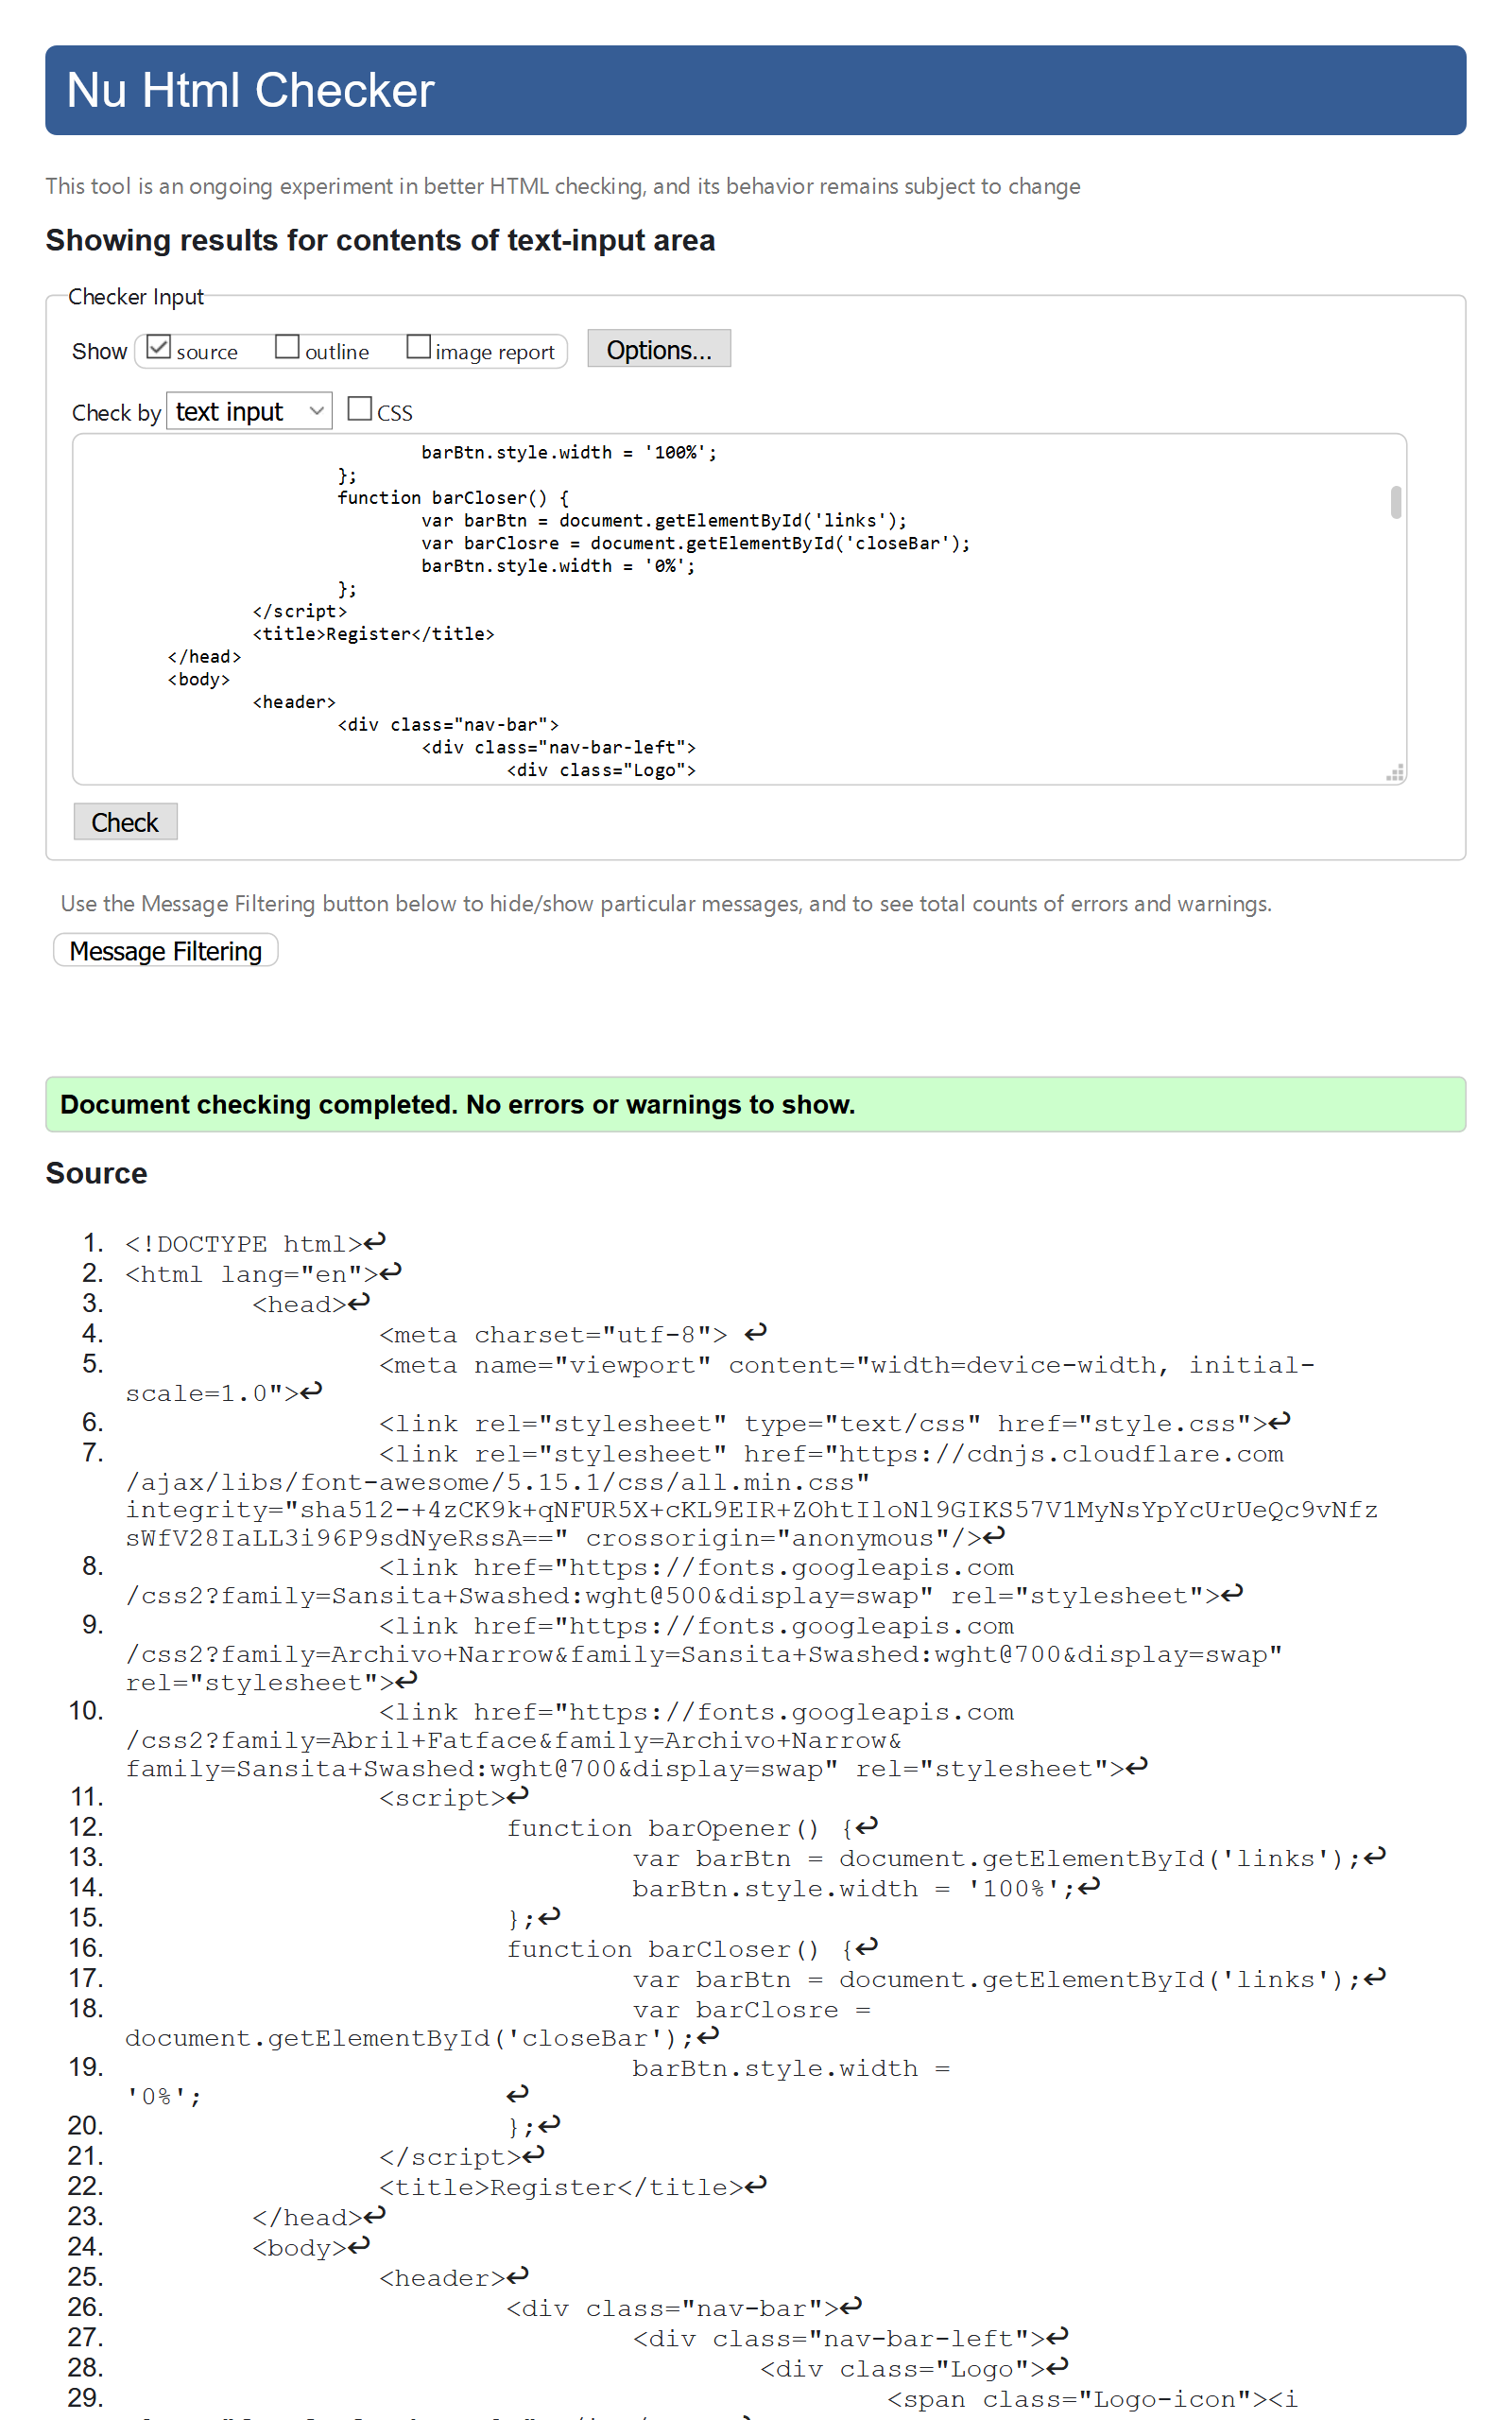 Nu Html Checker
This tool is an ongoing experiment in better HTML checking, and its behavior remains subject to change
Showing results for contents of text-input area
Checker Input
Show source outline image report Options...
Check by text input CSS
barBtn.style.width = '100%';
};
function barCloser() {
var barBtn = document.getElementById('links');
var barClosre = document.getElementById('closeBar');
barBtn.style.width = '0%';
};
</script>
<title>Register</title>
</head>
<body>
<header>
<div class="nav-bar">
<div class="nav-bar-left">
<div class="Logo">
Check
Use the Message Filtering button below to hide/show particular messages, and to see total counts of errors and warnings.
Message Filtering
Document checking completed. No errors or warnings to show.
Source
1. <!DOCTYPE html>↩
2. <html lang="en">↩
3. <head>↩
4. <meta charset="utf-8"> ↩
5. <meta name="viewport" content="width=device-width, initial-
scale=1.0">↩
6. <link rel="stylesheet" type="text/css" href="style.css">↩
7. <link rel="stylesheet" href="https://cdnjs.cloudflare.com
/ajax/libs/font-awesome/5.15.1/css/all.min.css"
integrity="sha512-+4zCK9k+qNFUR5X+cKL9EIR+ZOhtIloNl9GIKS57V1MyNsYpYcUrUeQc9vNfz
sWfV28IaLL3i96P9sdNyeRssA==" crossorigin="anonymous"/>↩
8. <link href="https://fonts.googleapis.com
/css2?family=Sansita+Swashed:wght@500&display=swap" rel="stylesheet">↩
9. <link href="https://fonts.googleapis.com
/css2?family=Archivo+Narrow&family=Sansita+Swashed:wght@700&display=swap"
rel="stylesheet">↩
10. <link href="https://fonts.googleapis.com
/css2?family=Abril+Fatface&family=Archivo+Narrow&
family=Sansita+Swashed:wght@700&display=swap" rel="stylesheet">↩
11. <script>↩
12. function barOpener() {↩
13. var barBtn = document.getElementById('links');↩
14. barBtn.style.width = '100%';↩
15. };↩
16. function barCloser() {↩
17. var barBtn = document.getElementById('links');↩
18. var barClosre =
document.getElementById('closeBar');↩
19. barBtn.style.width =
'0%'; ↩
20. };↩
21. </script>↩
22. <title>Register</title>↩
23. </head>↩
24. <body>↩
25. <header>↩
26. <div class="nav-bar">↩
27. <div class="nav-bar-left">↩
28. <div class="Logo">↩
29. <span class="Logo-icon"><i